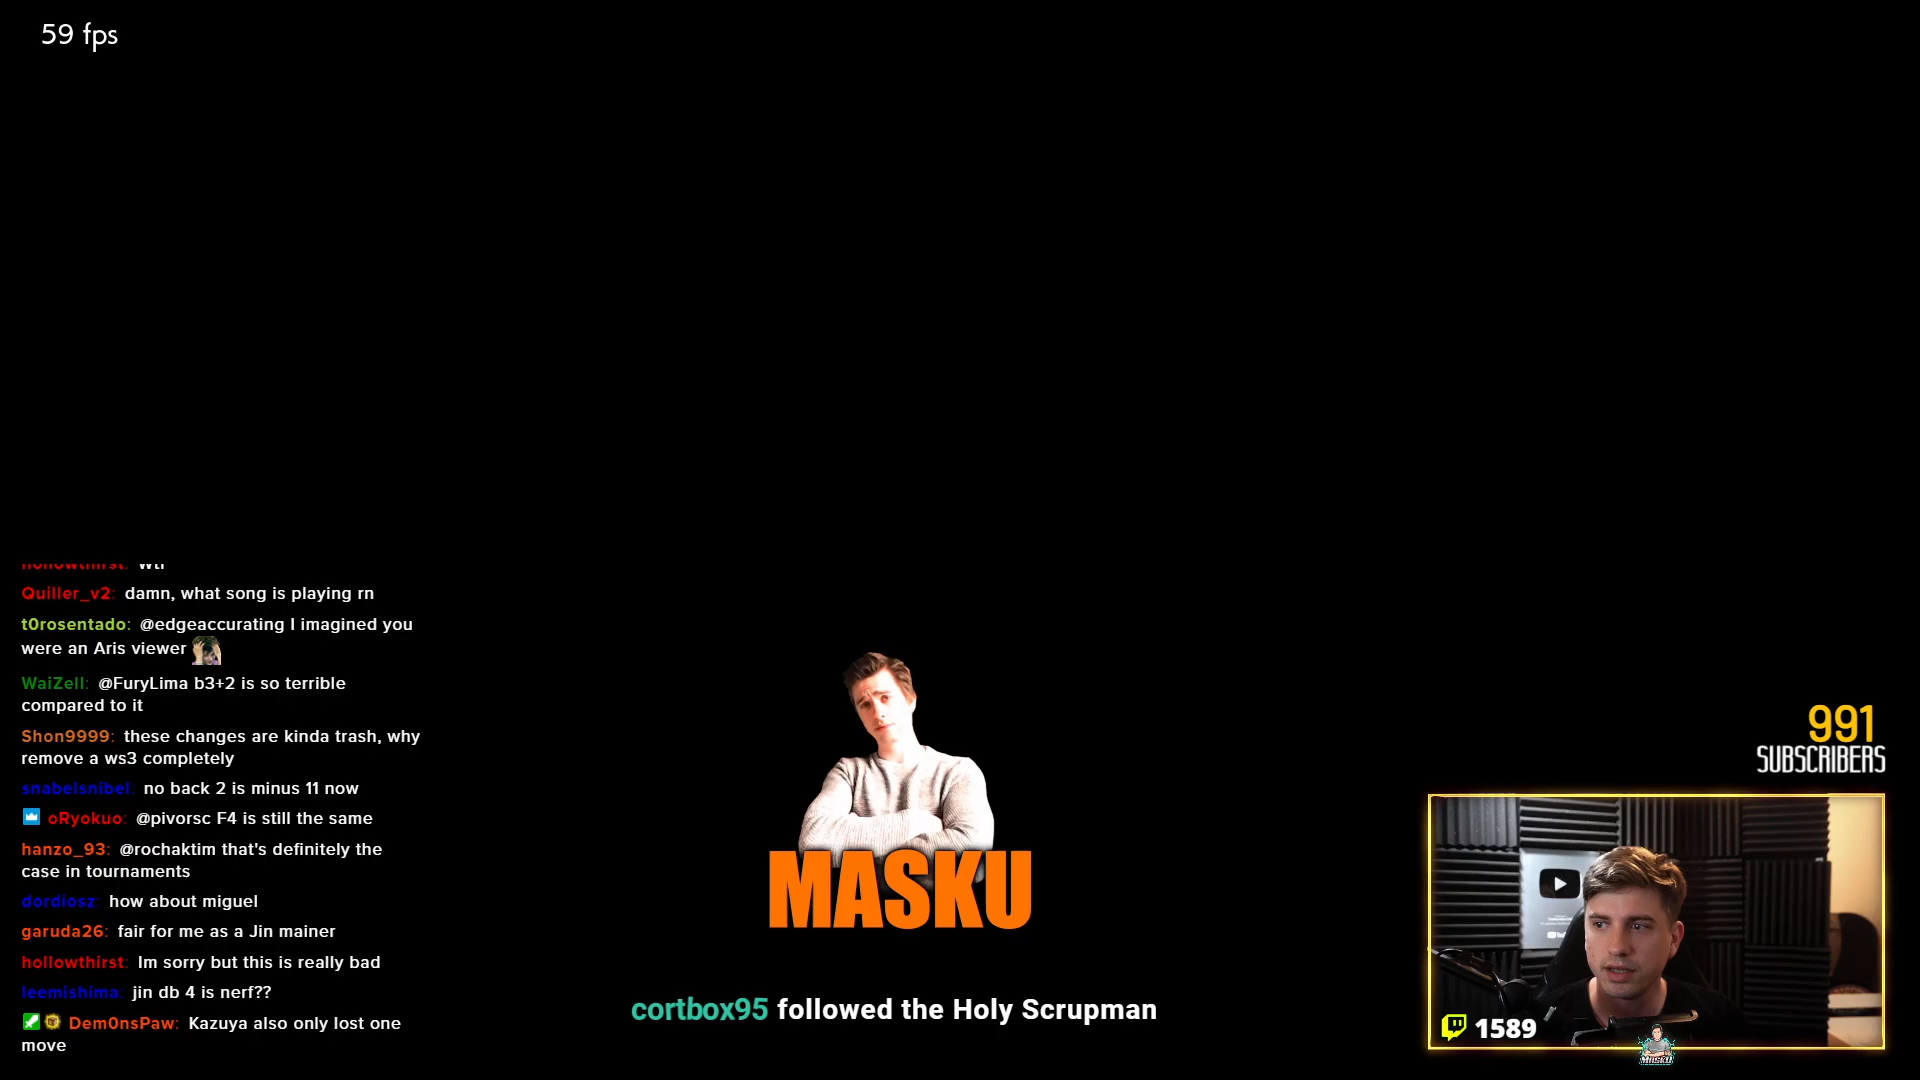 59 fps
hollowthirst: wtf
Quiller_v2: damn, what song is playing rn
t0rosentado: @edgeaccurating I imagined you
were an Aris viewer
WaiZell: @FuryLima b3+2 is so terrible
compared to it
Shon9999: these changes are kinda trash, why
remove a ws3 completely
snabelsnibel: no back 2 is minus 11 now
oRyokuo: @pivorsc F4 is still the same
hanzo_93: @rochaktim that's definitely the
case in tournaments
dordiosz: how about miguel
garuda26: fair for me as a Jin mainer
hollowthirst: Im sorry but this is really bad
leemishima: jin db 4 is nerf??
Dem0nsPaw: Kazuya also only lost one
move
MASKU
cortbox95 followed the Holy Scrupman
991
SUBSCRIBERS
1589
MASKU